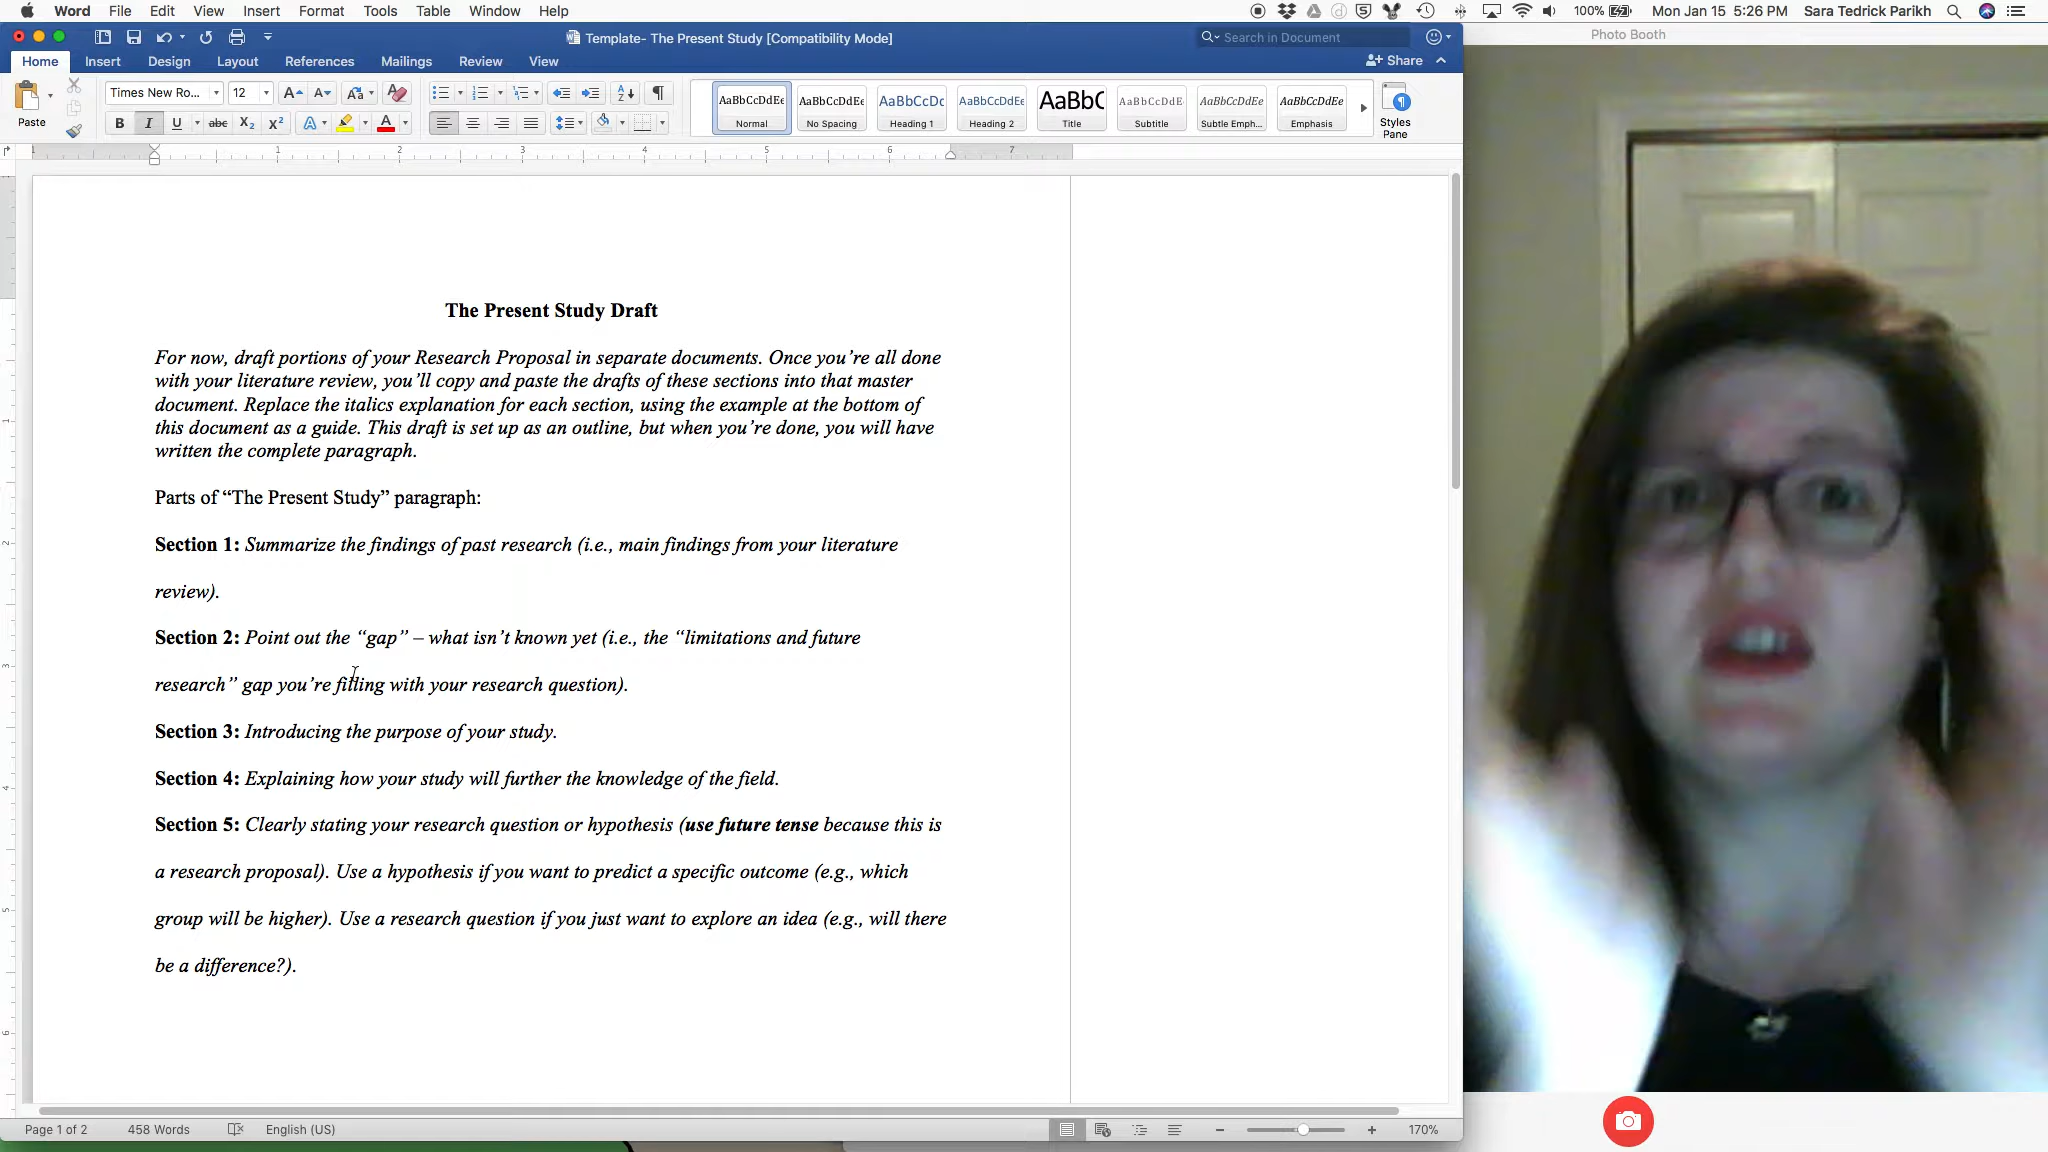 Word File Edit View Insert Format Tools Table Window Help 100% Mon Jan 15 5:26 PM Sara Tedrick Parikh
Template- The Present Study [Compatibility Mode] Search in Document
Photo Booth
Home Insert Design Layout References Mailings Review View Share
Paste Times New Ro... 12
B I U abc X₂ X²
AaBbCcDdEe Normal
AaBbCcDdEe No Spacing
AaBbCcDc Heading 1
AaBbCcDdEe Heading 2
AaBbC Title
AaBbCcDdE Subtitle
AaBbCcDdEe Subtle Emph...
AaBbCcDdEe Emphasis
Styles Pane
1 1 2 3 4 5 6 7
The Present Study Draft
For now, draft portions of your Research Proposal in separate documents. Once you’re all done
with your literature review, you’ll copy and paste the drafts of these sections into that master
document. Replace the italics explanation for each section, using the example at the bottom of
this document as a guide. This draft is set up as an outline, but when you’re done, you will have
written the complete paragraph.
Parts of “The Present Study” paragraph:
Section 1: Summarize the findings of past research (i.e., main findings from your literature
review).
Section 2: Point out the “gap” – what isn’t known yet (i.e., the “limitations and future
research” gap you’re filling with your research question).
Section 3: Introducing the purpose of your study.
Section 4: Explaining how your study will further the knowledge of the field.
Section 5: Clearly stating your research question or hypothesis (use future tense because this is
a research proposal). Use a hypothesis if you want to predict a specific outcome (e.g., which
group will be higher). Use a research question if you just want to explore an idea (e.g., will there
be a difference?).
Page 1 of 2 458 Words English (US) 170%